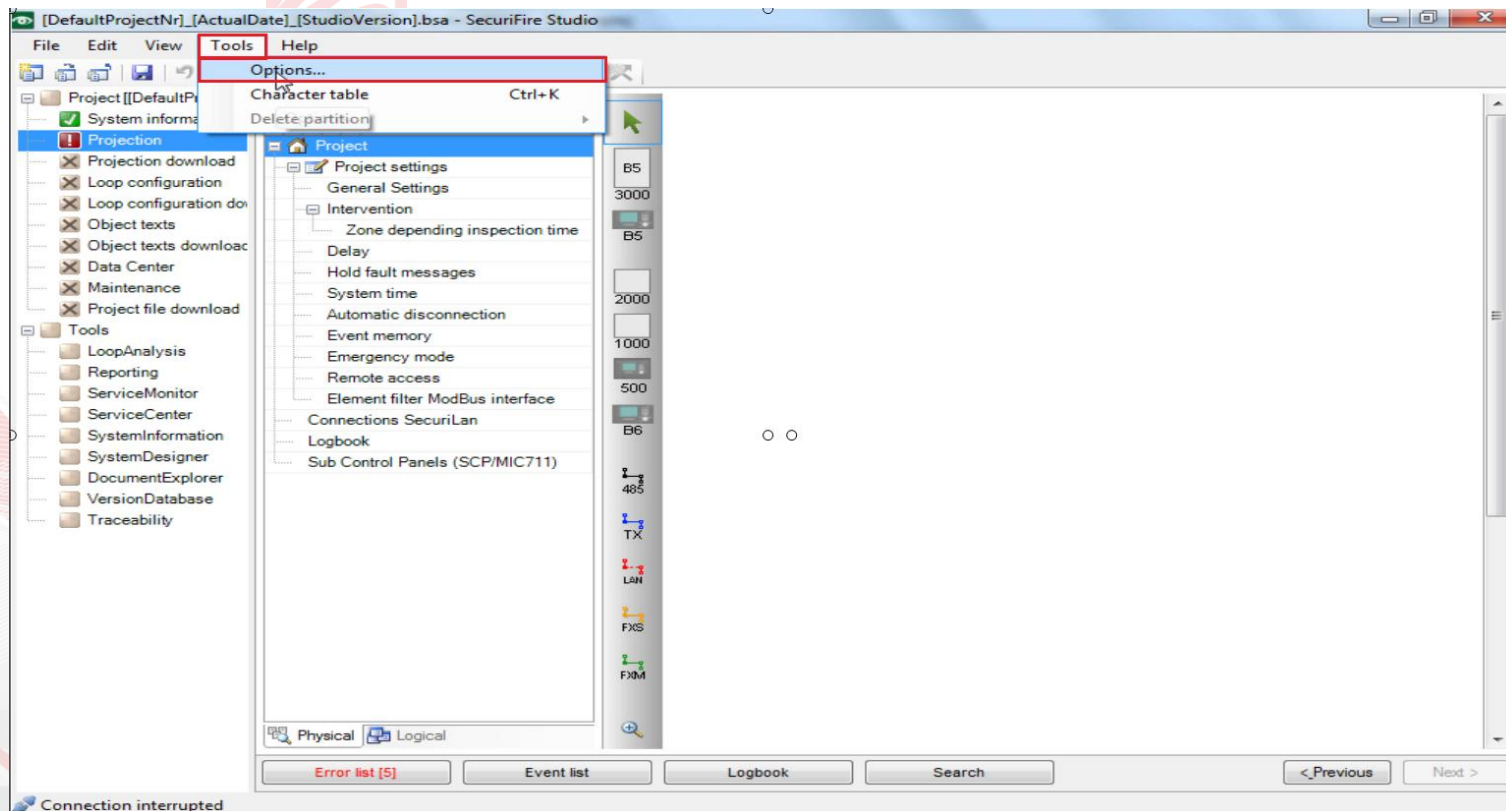 [DefaultProjectNr]_[ActualDate]_[StudioVersion].bsa - SecuriFire Studio
File Edit View Tools Help
Options...
Character table Ctrl+K
Delete partition
Project [[DefaultPr
System informa
Projection
Projection download
Loop configuration
Loop configuration dov
Object texts
Object texts downloac
Data Center
Maintenance
Project file download
Tools
LoopAnalysis
Reporting
ServiceMonitor
ServiceCenter
SystemInformation
SystemDesigner
DocumentExplorer
VersionDatabase
Traceability
Project
Project settings
General Settings
Intervention
Zone depending inspection time
Delay
Hold fault messages
System time
Automatic disconnection
Event memory
Emergency mode
Remote access
Element filter ModBus interface
Connections SecuriLan
Logbook
Sub Control Panels (SCP/MIC711)
B5
3000
B5
2000
1000
500
B6
485
TX
LAN
FXS
FXM
Physical Logical
Error list [5] Event list Logbook Search < Previous Next >
Connection interrupted